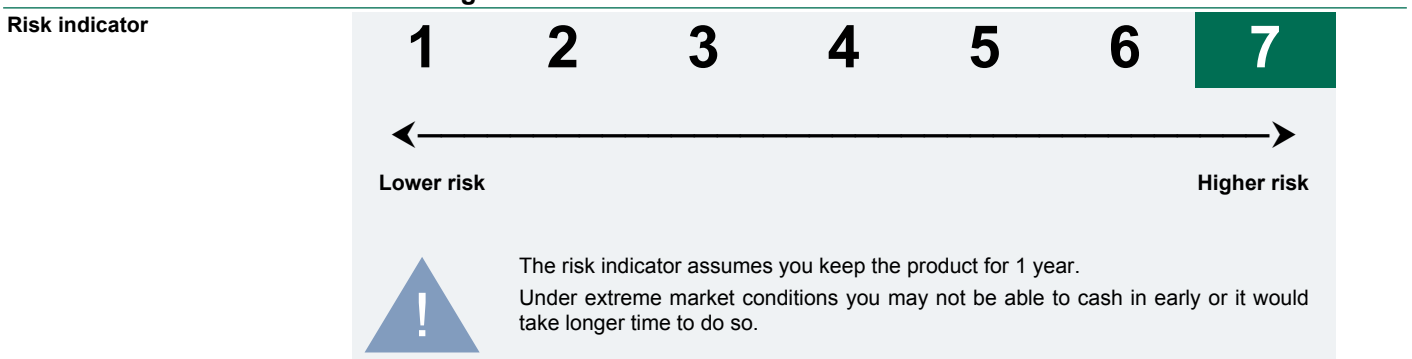 Risk indicator
1 2 3 4 5 6 7
Lower risk Higher risk
!
The risk indicator assumes you keep the product for 1 year.
Under extreme market conditions you may not be able to cash in early or it would
take longer time to do so.